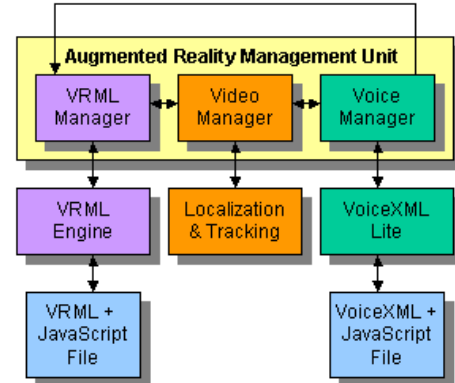 Augmented Reality Management Unit
VRML
Manager
Video
Manager
Voice
Manager
VRML
Engine
Localization
& Tracking
VoiceXML
Lite
VRML +
JavaScript
File
VoiceXML +
JavaScript
File